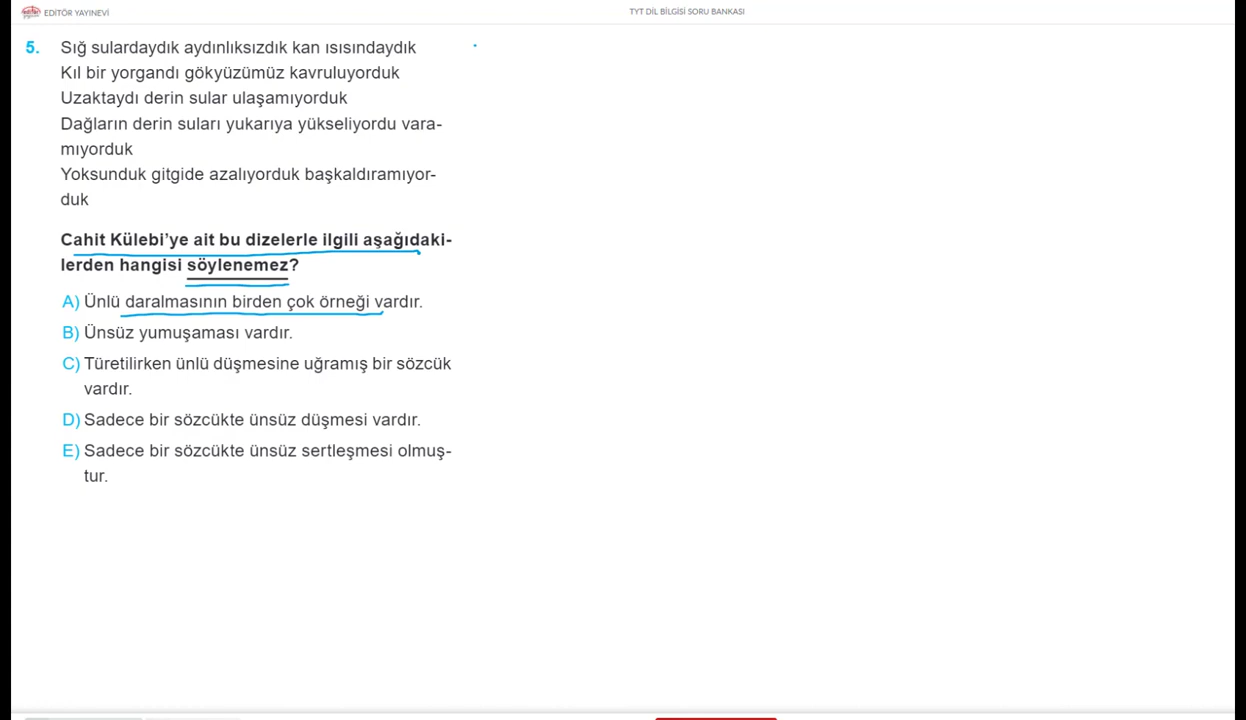 EDİTÖR YAYINEVİ
TYT DİL BİLGİSİ SORU BANKASI
5. Sığ sulardaydık aydınlıksızdık kan ısısındaydık
Kıl bir yorgandı gökyüzümüz kavruluyorduk
Uzaktaydı derin sular ulaşamıyorduk
Dağların derin suları yukarıya yükseliyordu vara-
mıyorduk
Yoksunduk gitgide azalıyorduk başkaldıramıyor-
duk
Cahit Külebi'ye ait bu dizelerle ilgili aşağıdaki-
lerden hangisi söylenemez?
A) Ünlü daralmasının birden çok örneği vardır.
B) Ünsüz yumuşaması vardır.
C) Türetilirken ünlü düşmesine uğramış bir sözcük
vardır.
D) Sadece bir sözcükte ünsüz düşmesi vardır.
E) Sadece bir sözcükte ünsüz sertleşmesi olmuş-
tur.